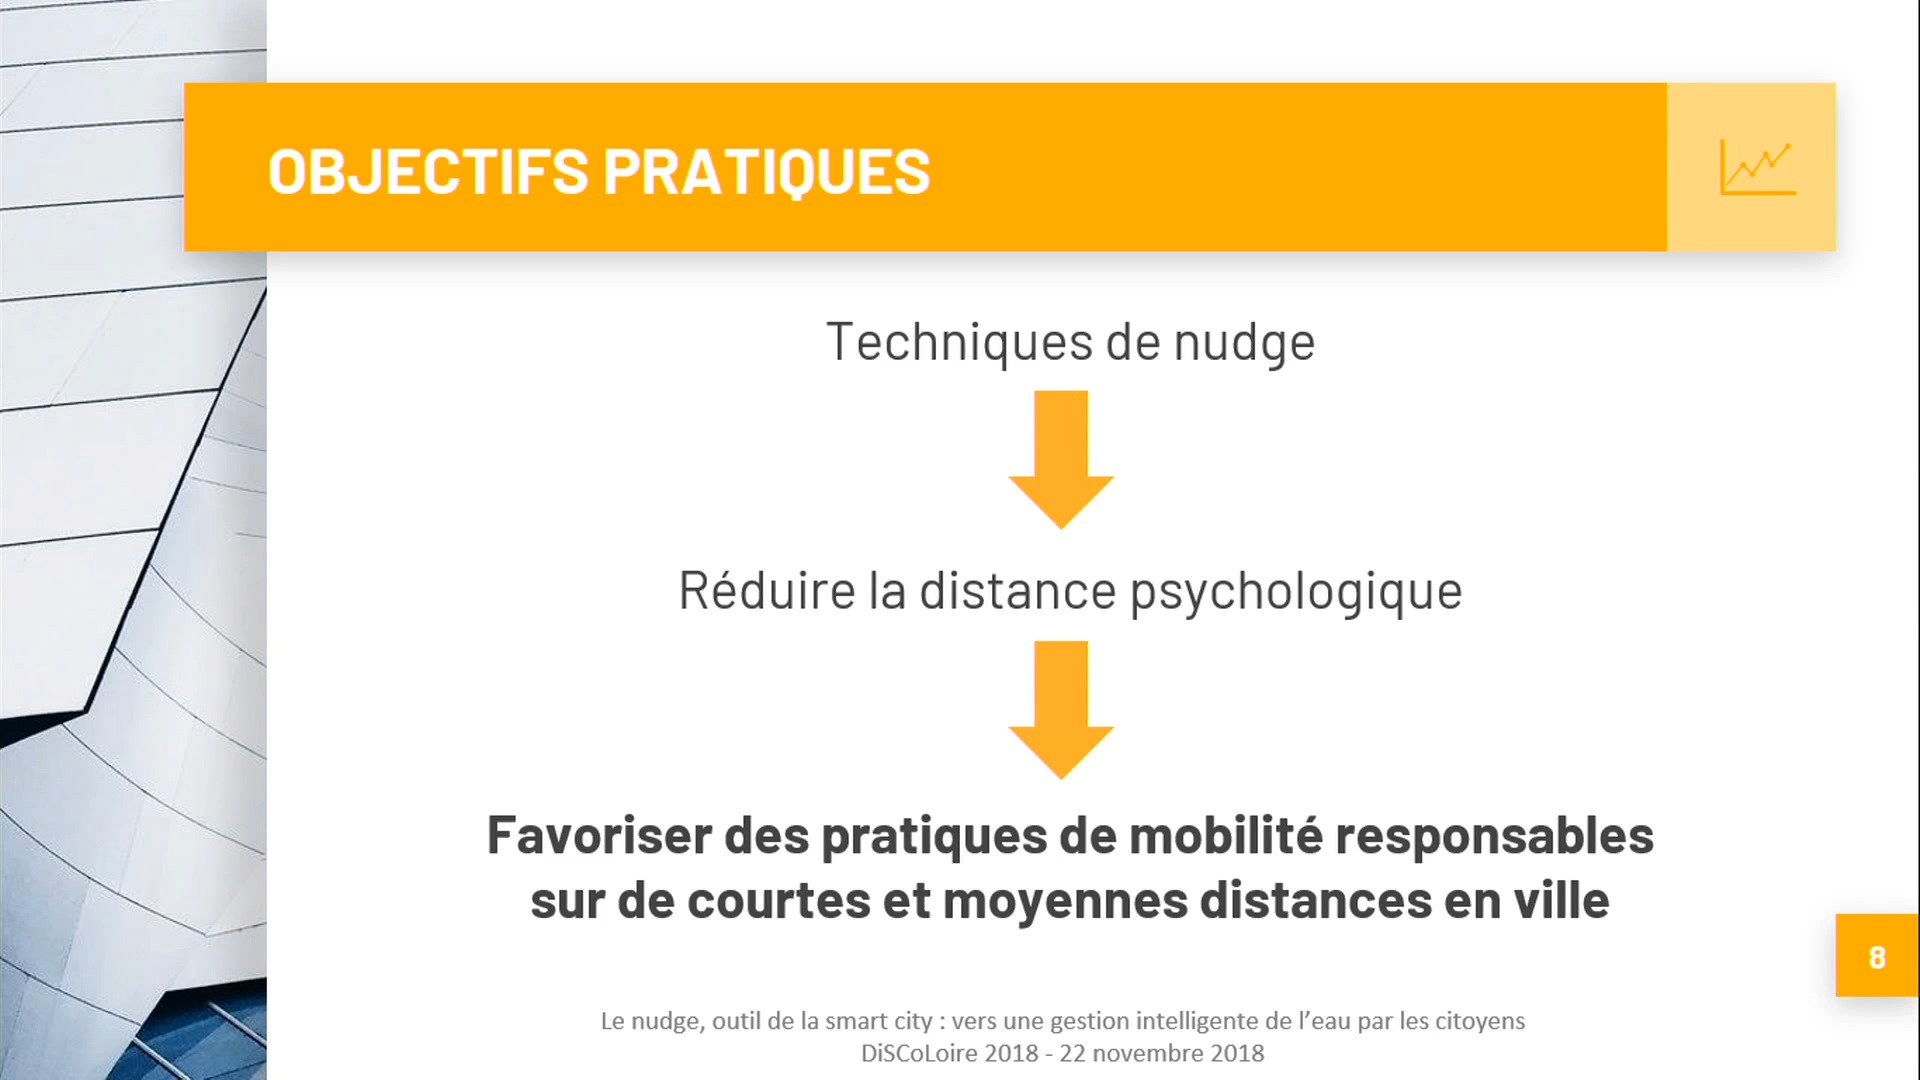 OBJECTIFS PRATIQUES
Techniques de nudge
Réduire la distance psychologique
Favoriser des pratiques de mobilité responsables
sur de courtes et moyennes distances en ville
8
Le nudge, outil de la smart city : vers une gestion intelligente de l’eau par les citoyens
DiSCoLoire 2018 - 22 novembre 2018